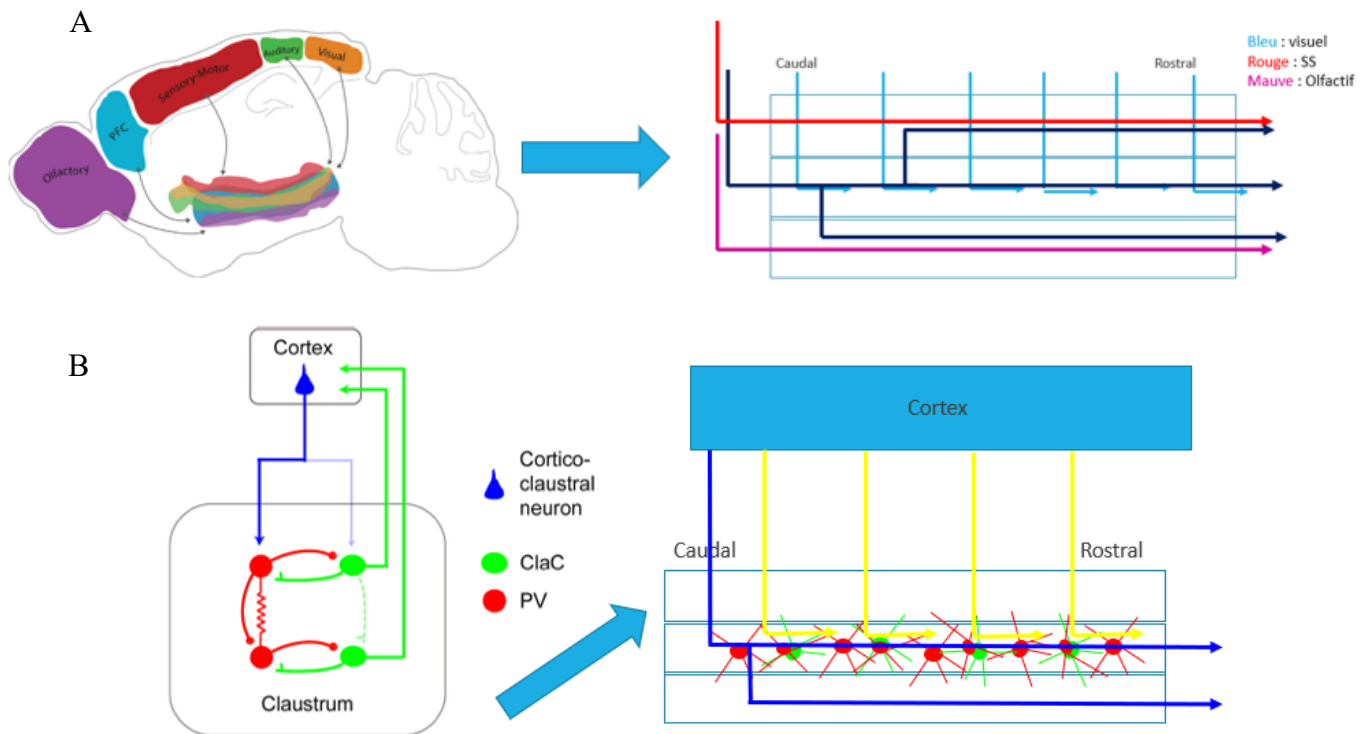 A
Olfactory
PFC
Sensory-Motor
Auditory
Visual
Caudal
Rostral
Bleu : visuel
Rouge : SS
Mauve : Olfactif
B
Cortex
Cortico-
claustral
neuron
ClaC
PV
Claustrum
Cortex
Caudal
Rostral